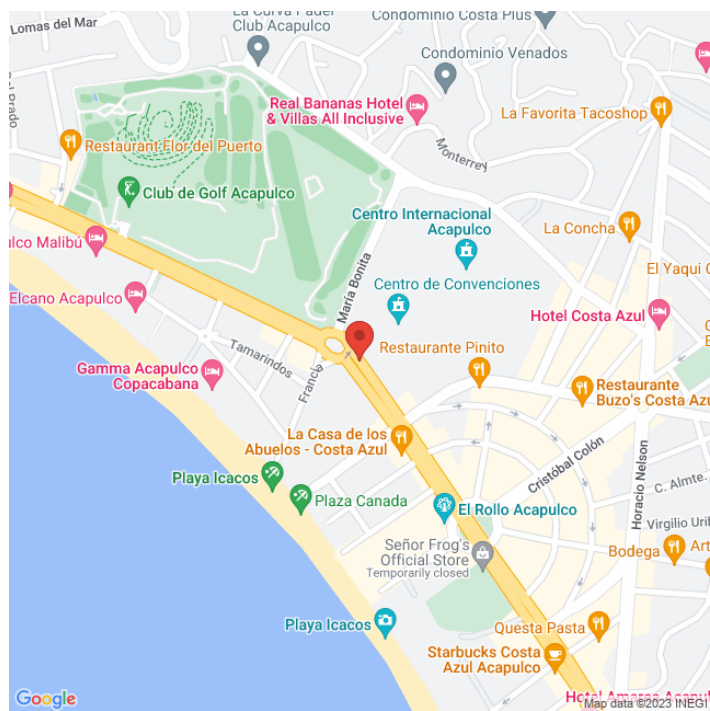 Lomas del Mar
La Curva Padel
Club Acapulco
Condominio Costa Plus
Condominio Venados
Real Bananas Hotel
& Villas All Inclusive
La Favorita Tacoshop
Restaurant Flor del Puerto
Monterrey
Club de Golf Acapulco
Centro Internacional
Acapulco
La Concha
María Bonita
El Yaqui
Centro de Convenciones
Malibú
Elcano Acapulco
Hotel Costa Azul
Tamarindos
Restaurante Pinito
Gamma Acapulco
Copacabana
Restaurante
Buzo's Costa Azul
La Casa de los
Abuelos - Costa Azul
Cristóbal Colón
Horacio Nelson
Playa Icacos
Plaza Canada
C. Almte.
El Rollo Acapulco
Virgilio
Señor Frog's
Official Store
Temporarily closed
Bodega
Playa Icacos
Questa Pasta
Starbucks Costa
Azul Acapulco
Google
Map data ©2023 INEGI